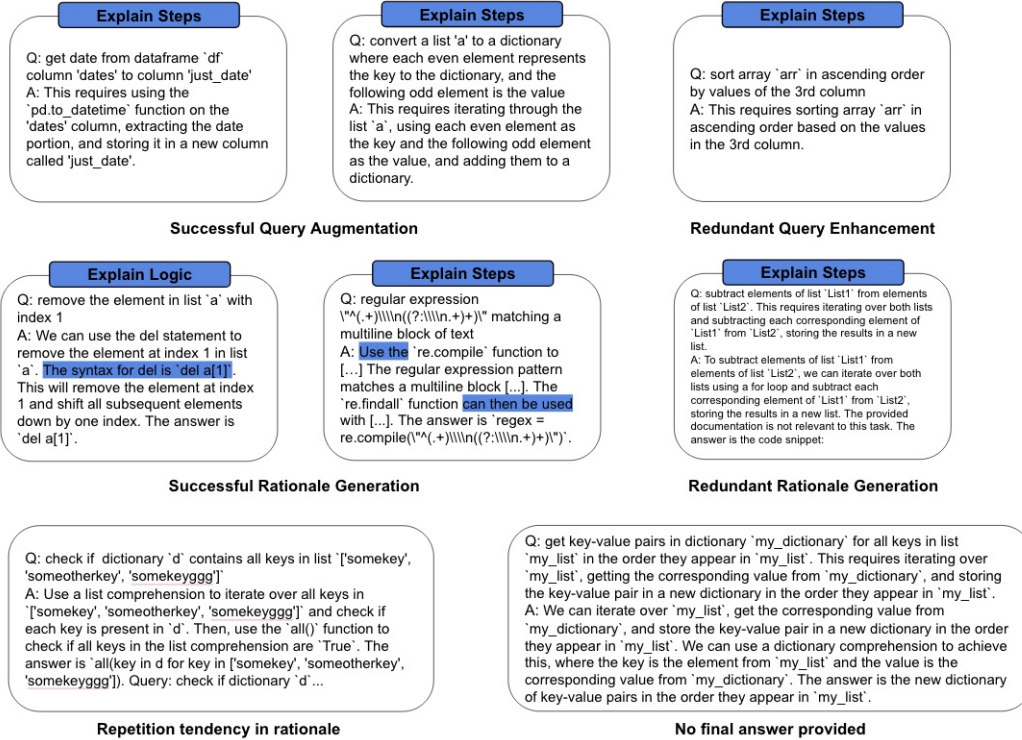 Explain Steps
Q: get date from dataframe `df`
column 'dates' to column 'just_date'
A: This requires using the
`pd.to_datetime` function on the
'dates' column, extracting the date
portion, and storing it in a new column
called 'just_date'.
Explain Steps
Q: convert a list 'a' to a dictionary
where each even element represents
the key to the dictionary, and the
following odd element is the value
A: This requires iterating through the
list `a`, using each even element as
the key and the following odd element
as the value, and adding them to a
dictionary.
Explain Steps
Q: sort array `arr` in ascending order
by values of the 3rd column
A: This requires sorting array `arr` in
ascending order based on the values
in the 3rd column.
Successful Query Augmentation
Redundant Query Enhancement
Explain Logic
Q: remove the element in list `a` with
index 1
A: We can use the del statement to
remove the element at index 1 in list
`a`. The syntax for del is `del a[1]`.
This will remove the element at index
1 and shift all subsequent elements
down by one index. The answer is
`del a[1]`.
Explain Steps
Q: regular expression
\"^(.+)\\\\n((?:\\\\n.+)+)\" matching a
multiline block of text
A: Use the `re.compile` function to
[…] The regular expression pattern
matches a multiline block [...]. The
`re.findall` function can then be used
with [...]. The answer is `regex =
re.compile(\"^(.+)\\\\n((?:\\\\n.+)+)\")`.
Explain Steps
Q: subtract elements of list `List1` from elements
of list `List2`. This requires iterating over both lists
and subtracting each corresponding element of
`List1` from `List2`, storing the results in a new
list.
A: To subtract elements of list `List1` from
elements of list `List2`, we can iterate over both
lists using a for loop and subtract each
corresponding element of `List1` from `List2`,
storing the results in a new list. The provided
documentation is not relevant to this task. The
answer is the code snippet:
Successful Rationale Generation
Redundant Rationale Generation
Q: check if  dictionary `d` contains all keys in list `['somekey',
'someotherkey', 'somekeyggg']`
A: Use a list comprehension to iterate over all keys in
`['somekey', 'someotherkey', 'somekeyggg']` and check if
each key is present in `d`. Then, use the `all()` function to
check if all keys in the list comprehension are `True`. The
answer is `all(key in d for key in ['somekey', 'someotherkey',
'somekeyggg']). Query: check if dictionary `d`...
Q: get key-value pairs in dictionary `my_dictionary` for all keys in list
`my_list` in the order they appear in `my_list`. This requires iterating over
`my_list`, getting the corresponding value from `my_dictionary`, and storing
the key-value pair in a new dictionary in the order they appear in `my_list`.
A: We can iterate over `my_list`, get the corresponding value from
`my_dictionary`, and store the key-value pair in a new dictionary in the order
they appear in `my_list`. We can use a dictionary comprehension to achieve
this, where the key is the element from `my_list` and the value is the
corresponding value from `my_dictionary`. The answer is the new dictionary
of key-value pairs in the order they appear in `my_list`.
Repetition tendency in rationale
No final answer provided